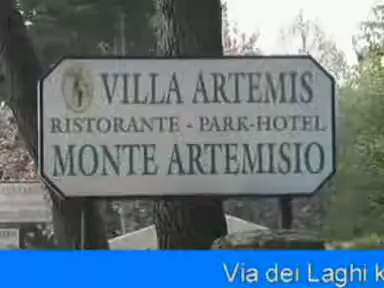 VILLA ARTEMIS
RISTORANTE - PARK-HOTEL
MONTE ARTEMISIO
Via dei Laghi k